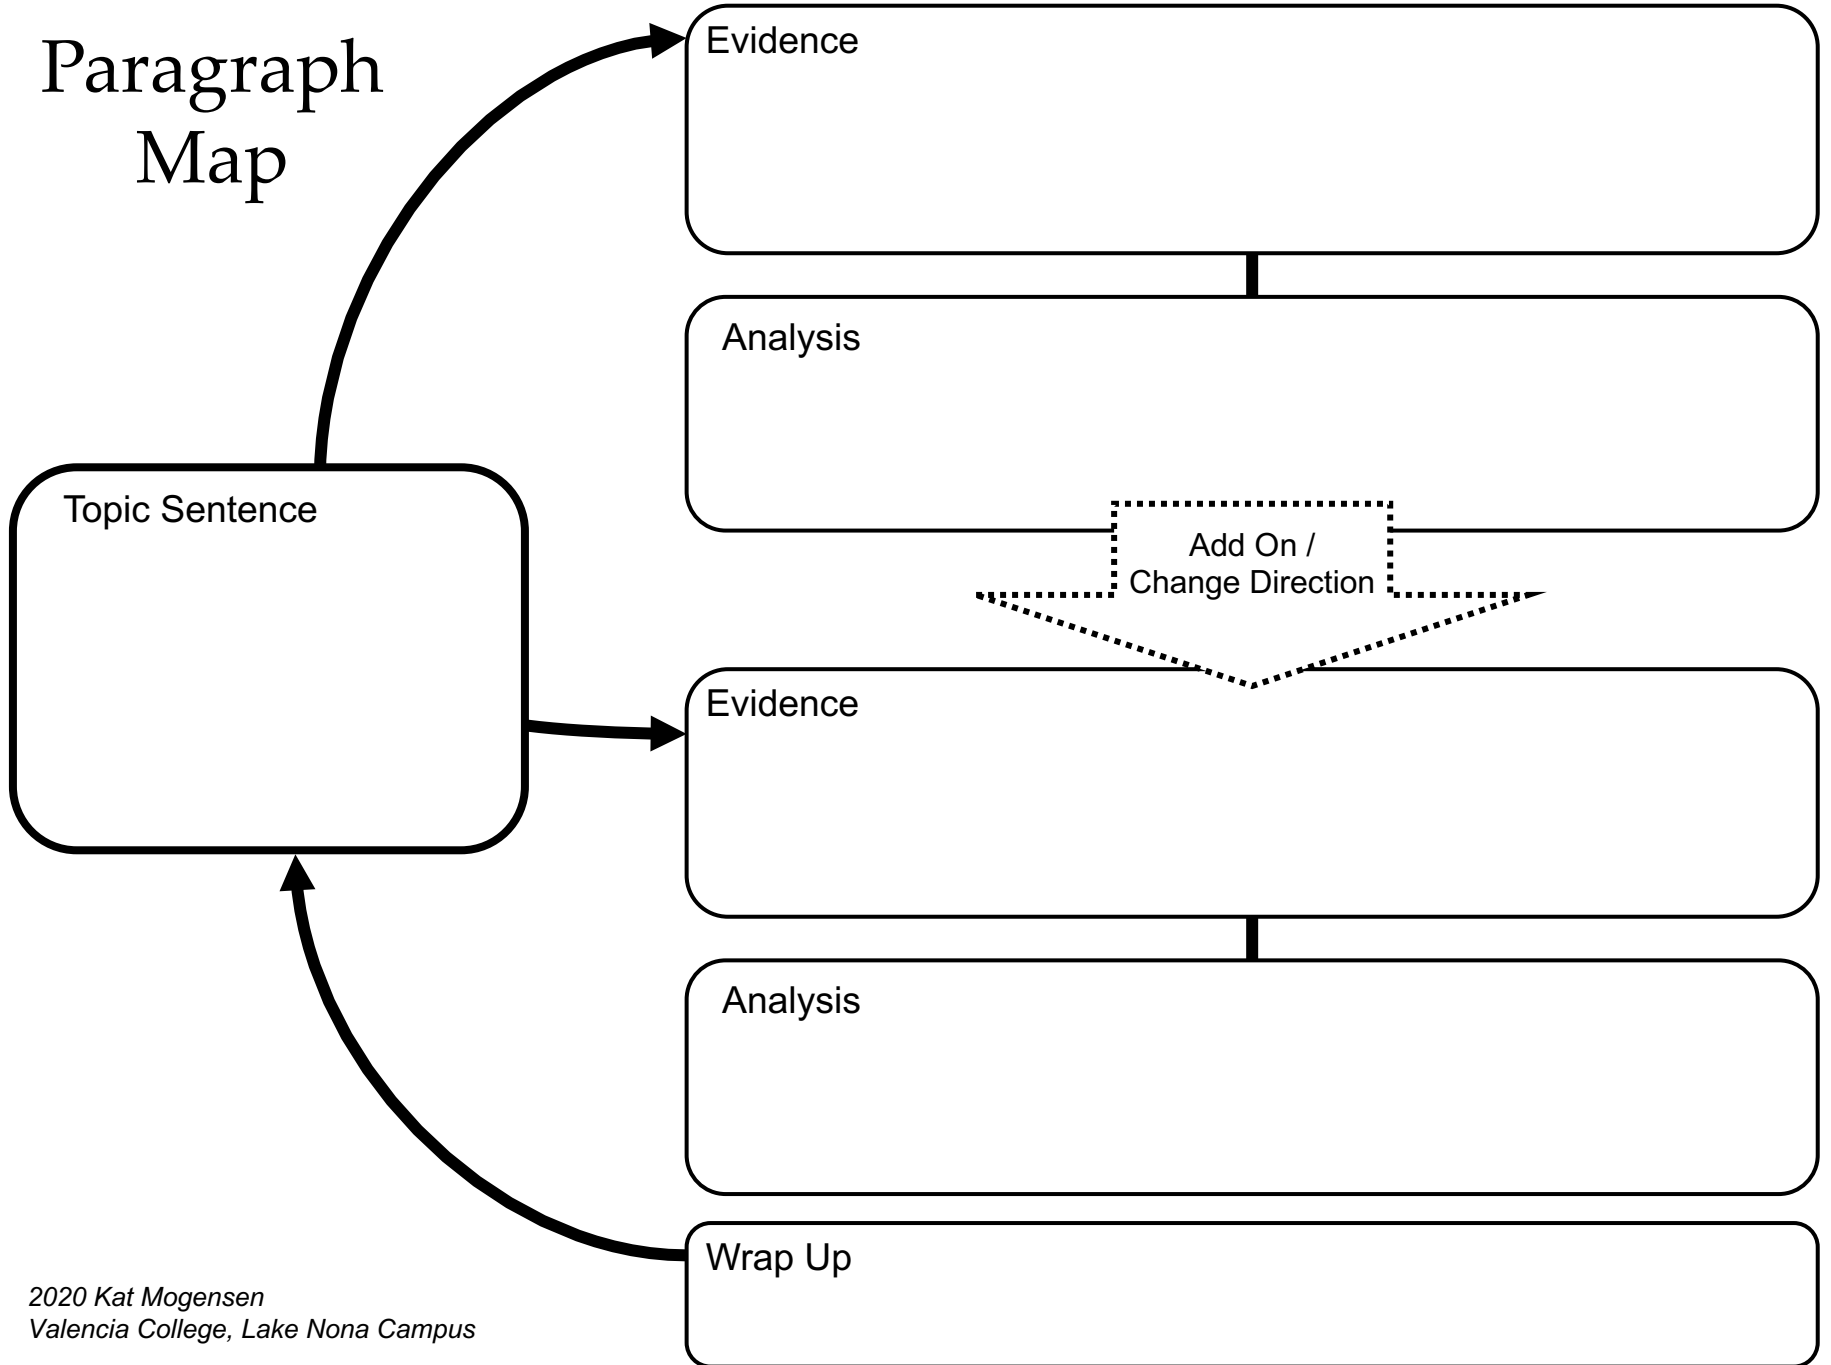 Paragraph
Map
Evidence
Analysis
Topic Sentence
Add On /
Change Direction
Evidence
Analysis
Wrap Up
2020 Kat Mogensen
Valencia College, Lake Nona Campus